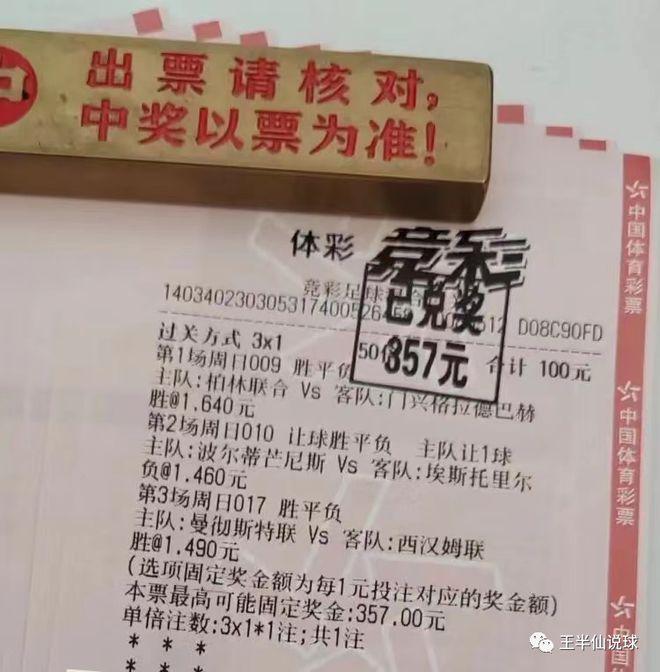 出票请核对,
中奖以票为准!
体彩 竞彩
竞彩足球
已兑奖
357元
D08C90FD
过关方式 3x1
合计 100元
第1场周日009 胜平负
主队:柏林联合 Vs 客队:门兴格拉德巴赫
胜@1.640元
第2场周日010 让球胜平负 主队让1球
主队:波尔蒂芒尼斯 Vs 客队:埃斯托里尔
负@1.460元
第3场周日017 胜平负
主队:曼彻斯特联 Vs 客队:西汉姆联
胜@1.490元
(选项固定奖金额为每1元投注对应的奖金额)
本票最高可能固定奖金:357.00元
单倍注数:3x1*1注;共1注
* * *
* * *
中国体育彩票
中国体育彩票
中国体育
王半仙说球